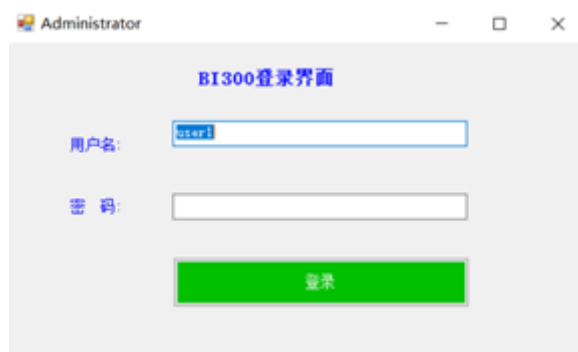 Administrator
BI300登录界面
用户名:
user1
密 码:
登录